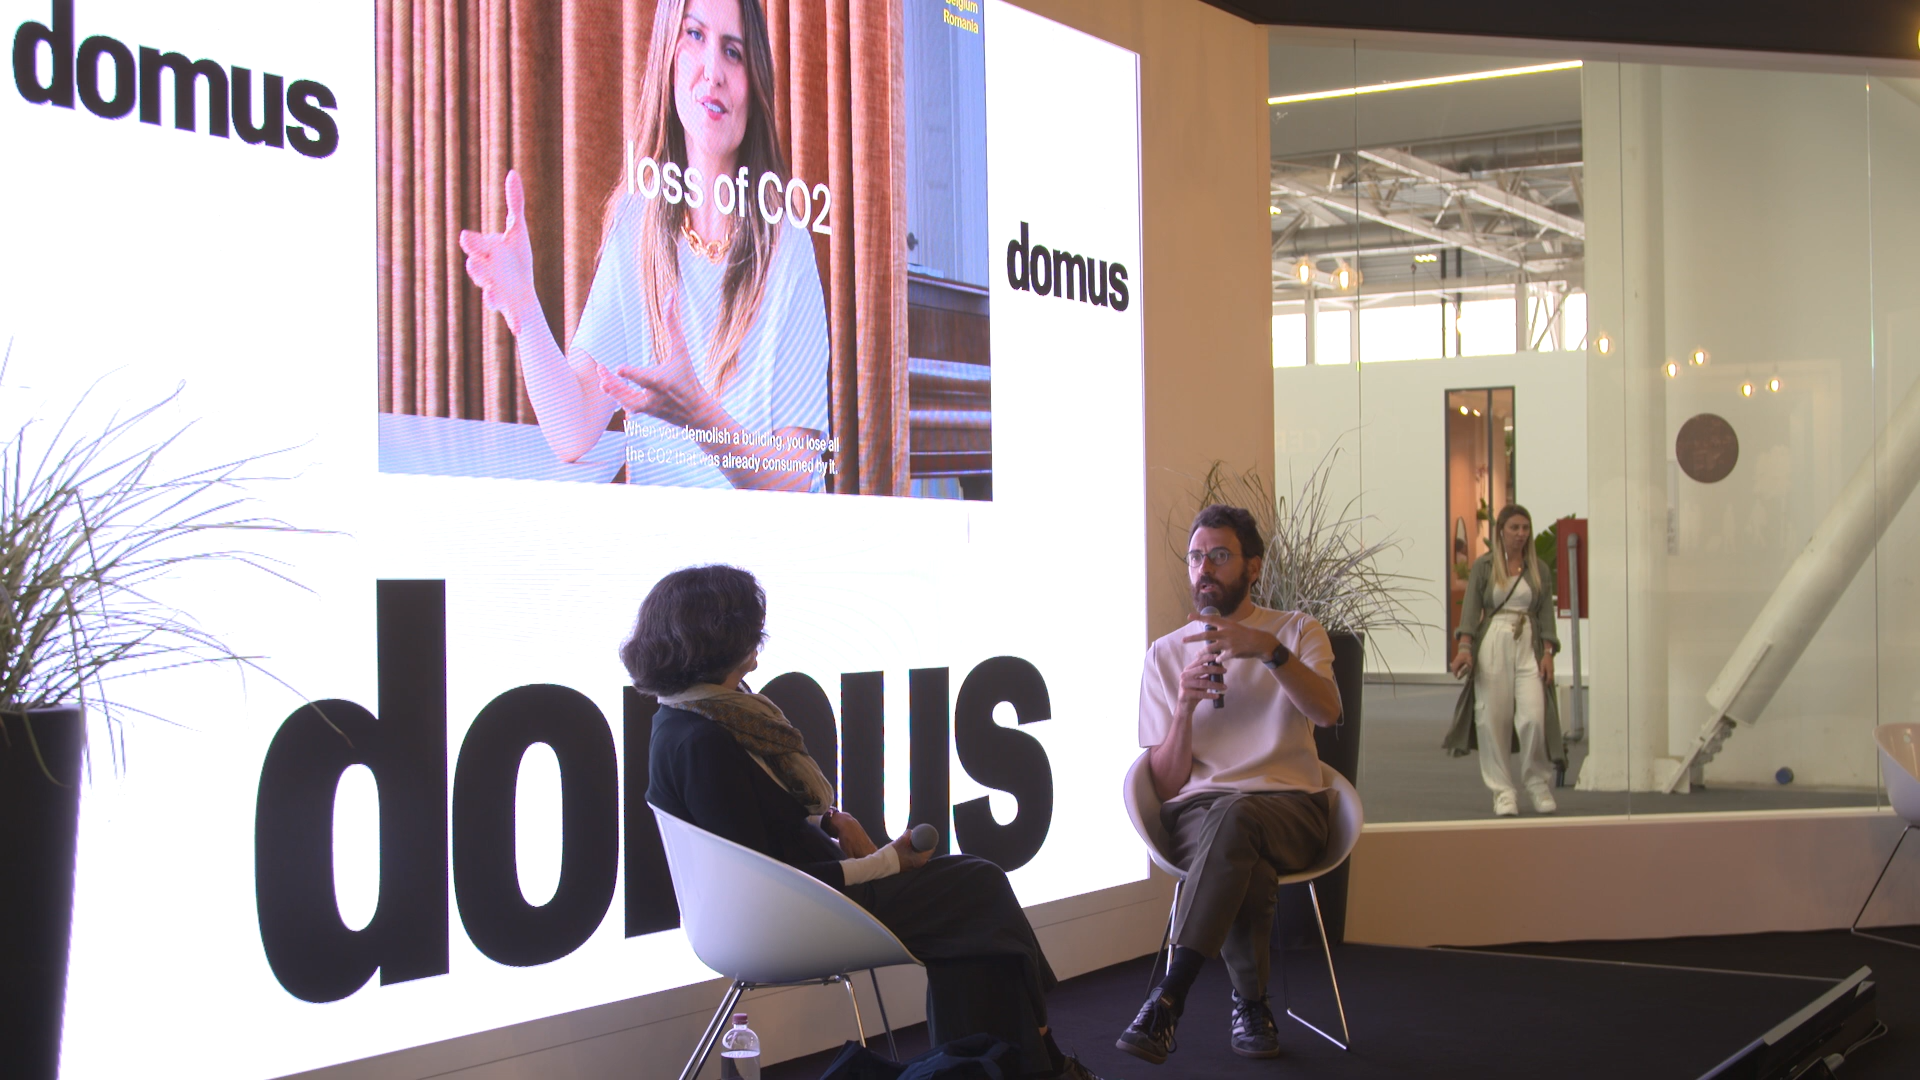 domus
Belgium
Romania
loss of CO2
domus
When you demolish a building, you lose all
the CO2 that was already consumed by it.
domus